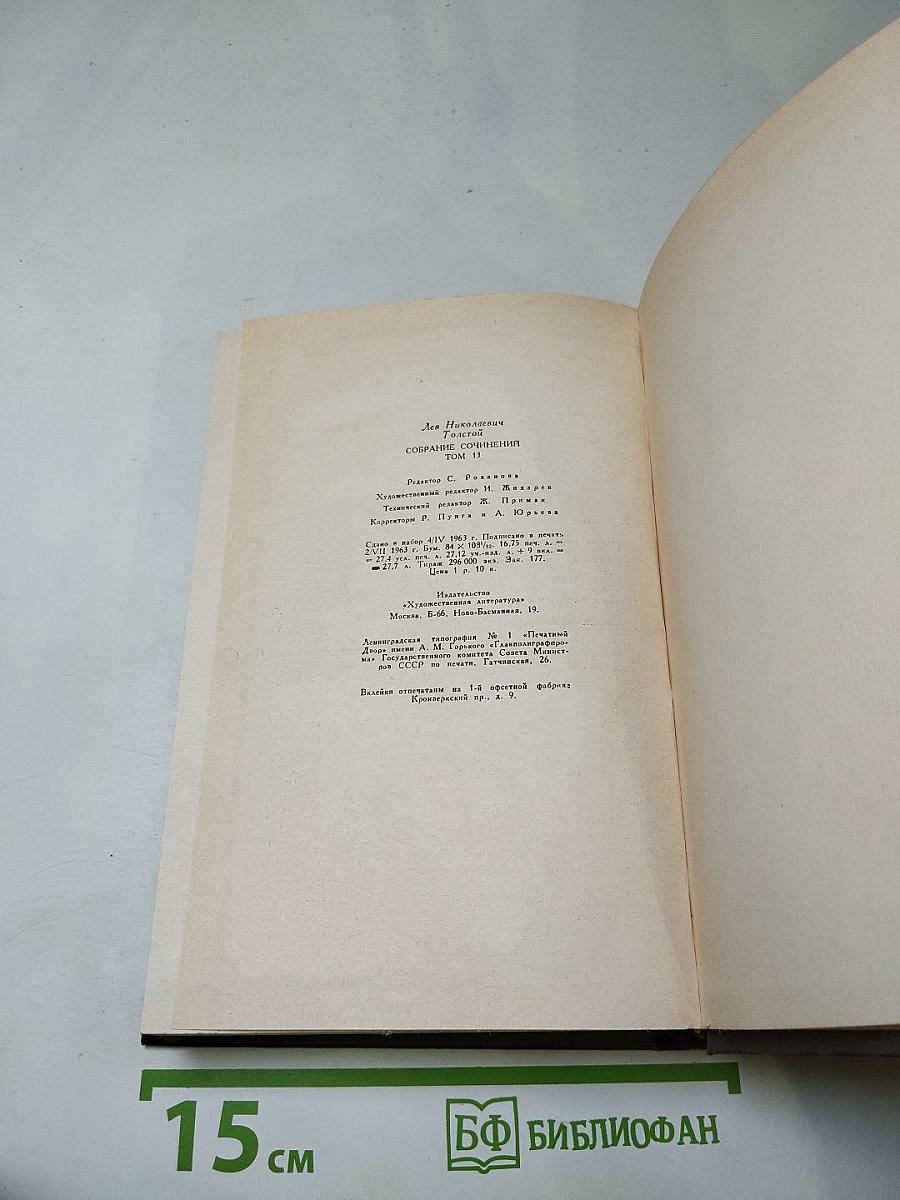 Лев Николаевич
Толстой
СОБРАНИЕ СОЧИНЕНИЙ
ТОМ 13
Редактор С. Розанова
Художественный редактор И. Жихарев
Технический редактор Ж. Примак
Корректоры Р. Пунга и А. Юрьева
Сдано в набор 4/IV 1963 г. Подписано в печать
2/VII 1963 г. Бум. 84 × 108¹/₃₂. 16,75 печ. л. =
= 27,4 усл. печ. л. 27,12 уч.-изд. л. + 9 вкл. =
= 27,7 л. Тираж 296 000 экз. Зак. 177.
Цена 1 р. 10 к.
Издательство
«Художественная литература»
Москва, Б-66, Ново-Басманная, 19.
Ленинградская типография № 1 «Печатный
Двор» имени А. М. Горького «Главполиграфпро-
ма» Государственного комитета Совета Минист-
ров СССР по печати, Гатчинская, 26.
Вклейки отпечатаны на 1-й офсетной фабрике
Кронверкский пр., д. 9.
15 см
БФ БИБЛИОФАН